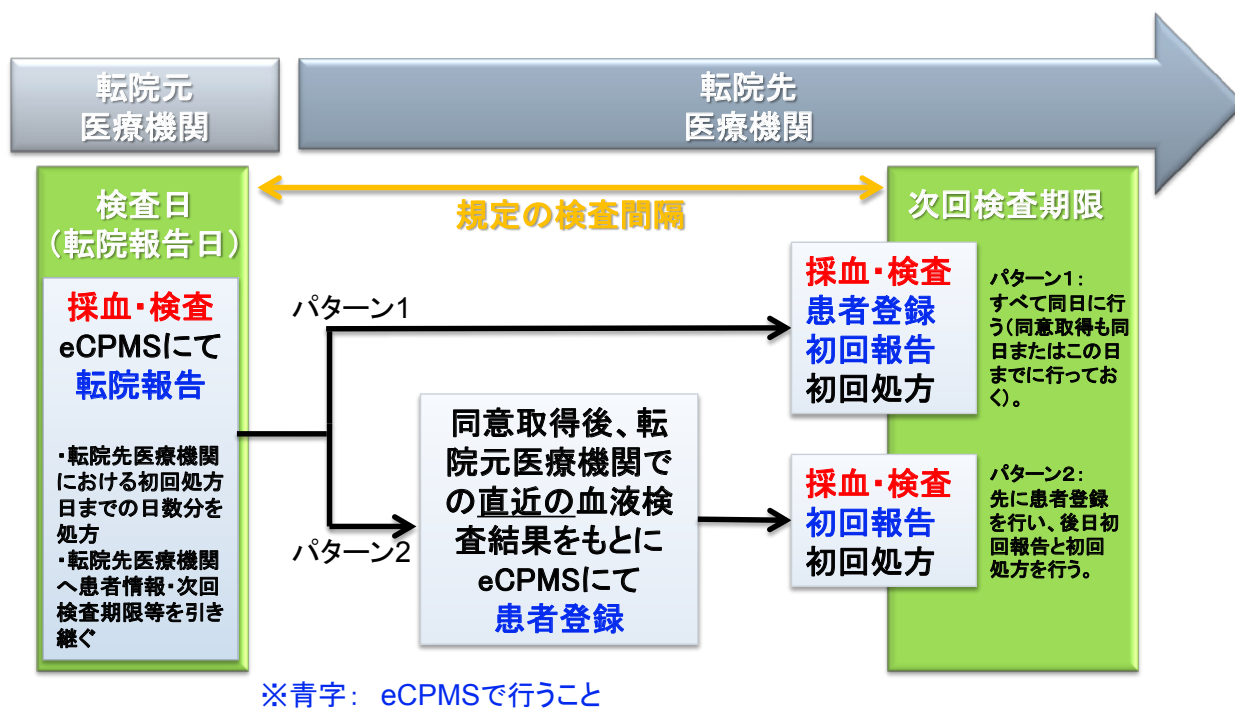 転院元
医療機関
転院先
医療機関
検査日
（転院報告日）
採血・検査
eCPMSにて
転院報告
・転院先医療機関
における初回処方
日までの日数分を
処方
・転院先医療機関
へ患者情報・次回
検査期限等を引き
継ぐ
規定の検査間隔
パターン1
パターン2
同意取得後、転
院元医療機関で
の直近の血液検
査結果をもとに
eCPMSにて
患者登録
次回検査期限
採血・検査
患者登録
初回報告
初回処方
パターン1：
すべて同日に行
う（同意取得も同
日またはこの日
までに行ってお
く）。
採血・検査
初回報告
初回処方
パターン2：
先に患者登録
を行い、後日初
回報告と初回
処方を行う。
※青字： eCPMSで行うこと